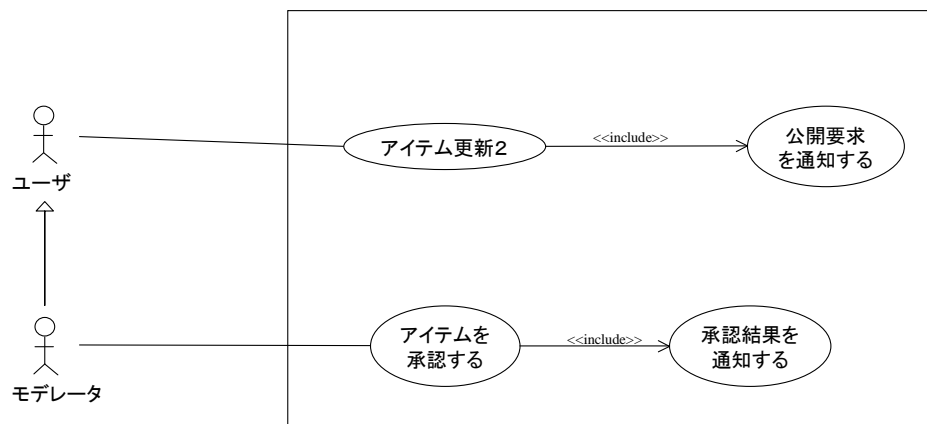 ユーザ
アイテム更新2
<<include>>
公開要求
を通知する
モデレータ
アイテムを
承認する
<<include>>
承認結果を
通知する